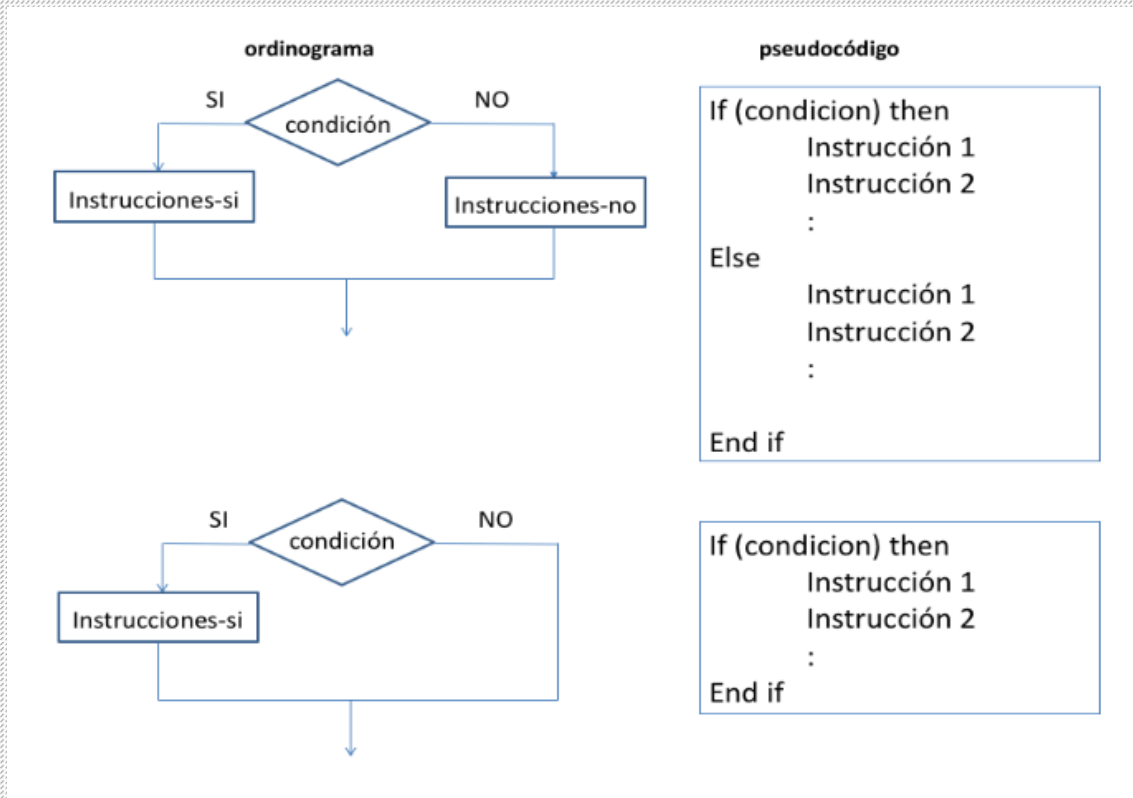 ordinograma
pseudocódigo
SI
NO
condición
Instrucciones-si
Instrucciones-no
If (condicion) then
Instrucción 1
Instrucción 2
:
Else
Instrucción 1
Instrucción 2
:
End if
SI
NO
condición
Instrucciones-si
If (condicion) then
Instrucción 1
Instrucción 2
:
End if